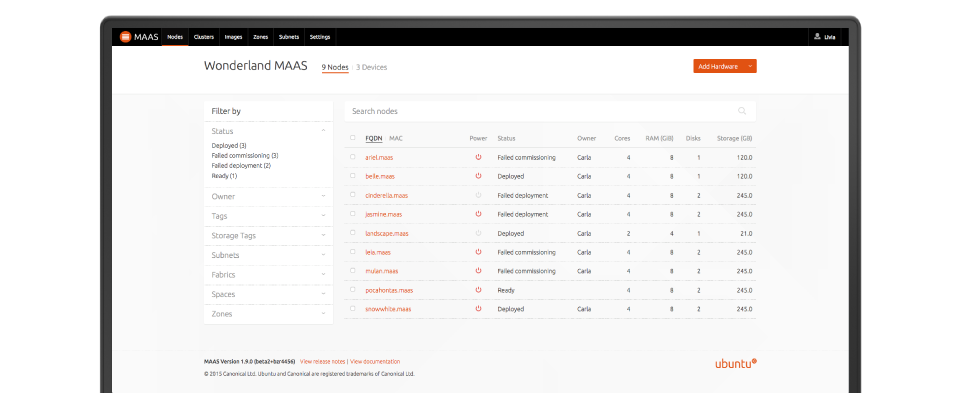 MAAS Nodes Clusters Images Zones Subnets Settings Livia
Wonderland MAAS 9 Nodes 3 Devices Add Hardware
Filter by
Search nodes
Status
Deployed (3)
Failed commissioning (3)
Failed deployment (2)
Ready (1)
Owner
Tags
Storage Tags
Subnets
Fabrics
Spaces
Zones
FQDN | MAC Power Status Owner Cores RAM (GiB) Disks Storage (GB)
ariel.maas Failed commissioning Carla 4 8 1 120.0
belle.maas Deployed Carla 4 8 1 120.0
cinderella.maas Failed deployment Carla 4 8 2 245.0
jasmine.maas Failed deployment Carla 4 8 2 245.0
landscape.maas Deployed Carla 2 4 1 21.0
leia.maas Failed commissioning Carla 4 8 2 245.0
mulan.maas Failed commissioning Carla 4 8 2 245.0
pocahontas.maas Ready 4 8 2 245.0
snowwhite.maas Deployed Carla 4 8 2 245.0
MAAS Version 1.9.0 (beta2+bzr4456) View release notes | View documentation
© 2015 Canonical Ltd. Ubuntu and Canonical are registered trademarks of Canonical Ltd.
ubuntu